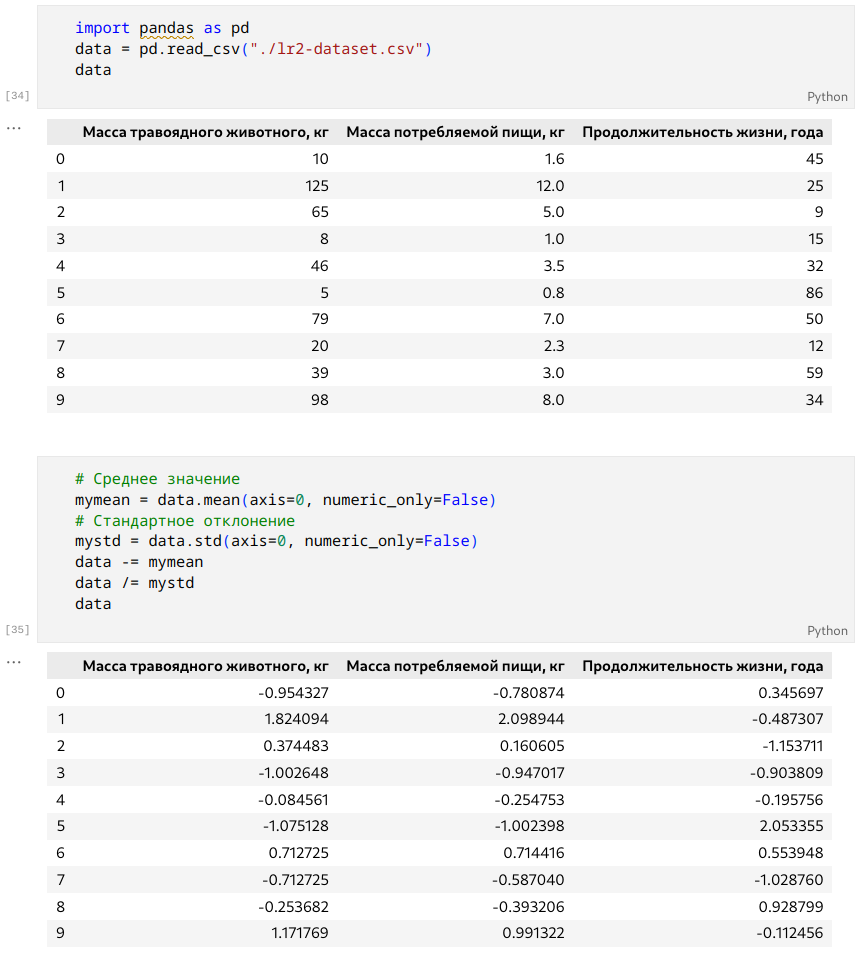 import pandas as pd
data = pd.read_csv("./lr2-dataset.csv")
data
[34]
Python
...
Масса травоядного животного, кг Масса потребляемой пищи, кг Продолжительность жизни, года
0 10 1.6 45
1 125 12.0 25
2 65 5.0 9
3 8 1.0 15
4 46 3.5 32
5 5 0.8 86
6 79 7.0 50
7 20 2.3 12
8 39 3.0 59
9 98 8.0 34
# Среднее значение
mymean = data.mean(axis=0, numeric_only=False)
# Стандартное отклонение
mystd = data.std(axis=0, numeric_only=False)
data -= mymean
data /= mystd
data
[35]
Python
...
Масса травоядного животного, кг Масса потребляемой пищи, кг Продолжительность жизни, года
0 -0.954327 -0.780874 0.345697
1 1.824094 2.098944 -0.487307
2 0.374483 0.160605 -1.153711
3 -1.002648 -0.947017 -0.903809
4 -0.084561 -0.254753 -0.195756
5 -1.075128 -1.002398 2.053355
6 0.712725 0.714416 0.553948
7 -0.712725 -0.587040 -1.028760
8 -0.253682 -0.393206 0.928799
9 1.171769 0.991322 -0.112456